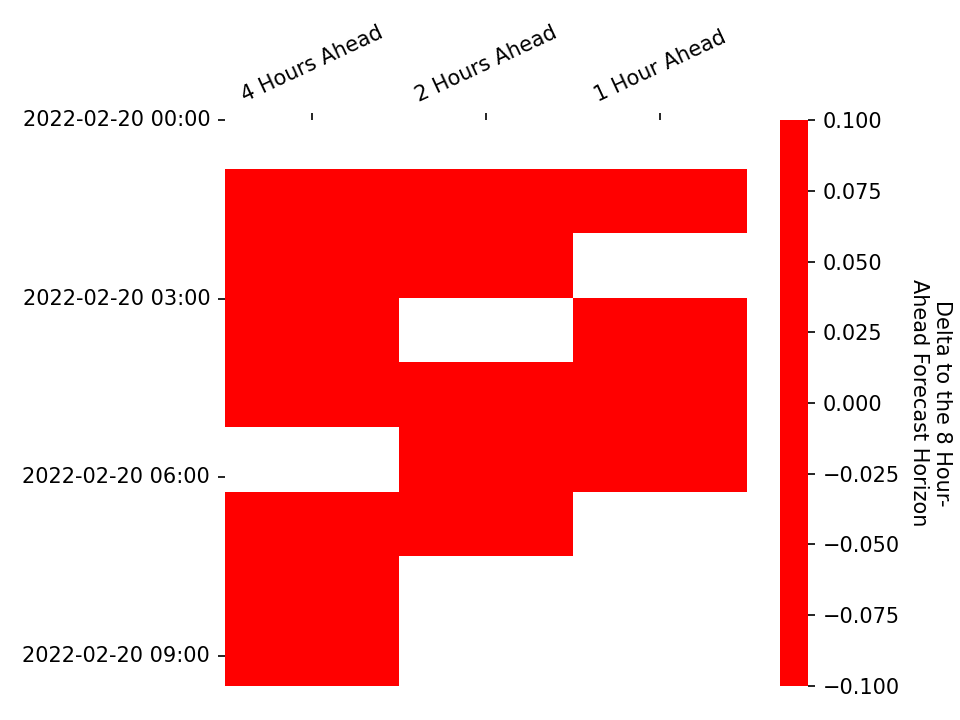 4 Hours Ahead
2 Hours Ahead
1 Hour Ahead
2022-02-20 00:00
2022-02-20 03:00
2022-02-20 06:00
2022-02-20 09:00
0.100
0.075
0.050
0.025
0.000
−0.025
−0.050
−0.075
−0.100
Delta to the 8 Hour-
Ahead Forecast Horizon